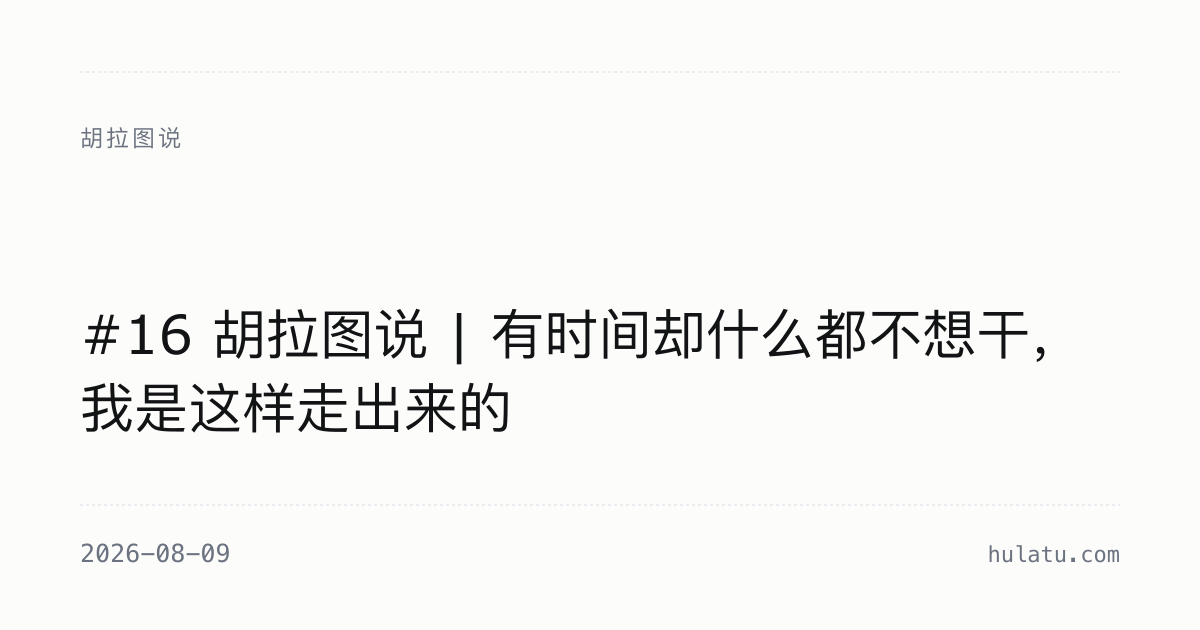 胡拉图说
#16 胡拉图说 | 有时间却什么都不想干,
我是这样走出来的
2026-08-09
hulatu.com